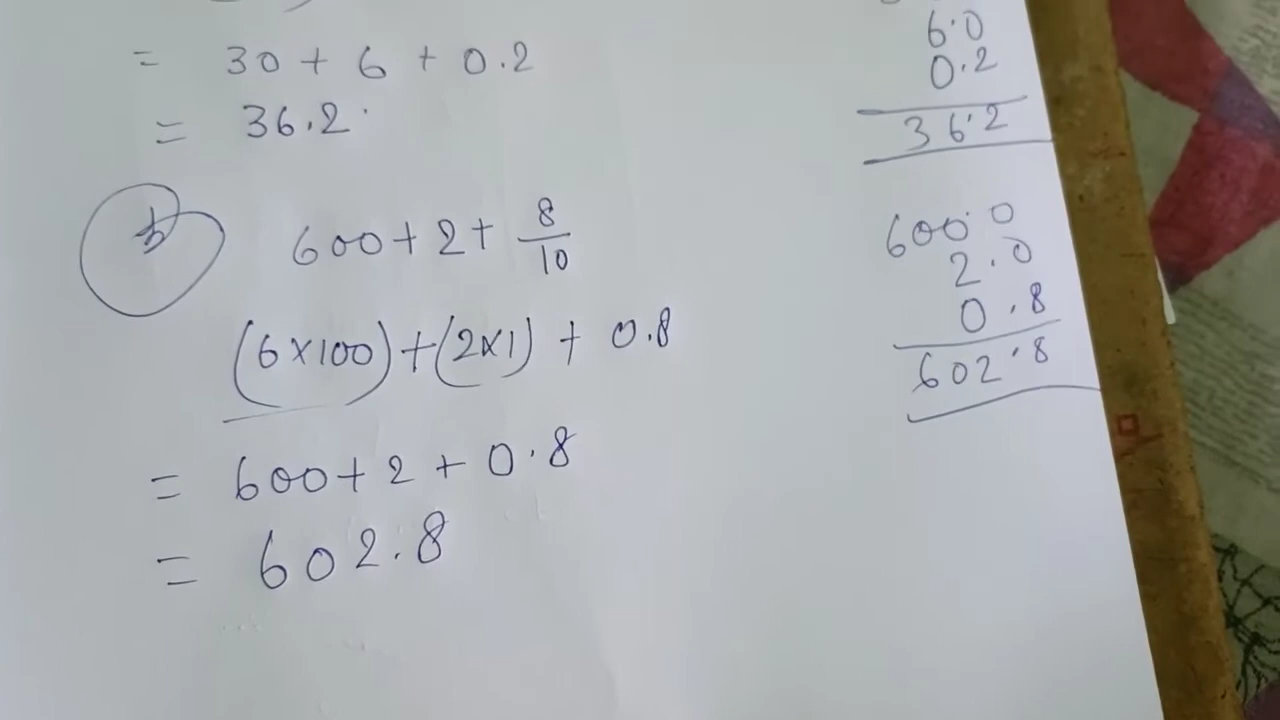 = 30 + 6 + 0.2
= 36.2
b
600 + 2 + 8/10
(6×100) + (2×1) + 0.8
= 600 + 2 + 0.8
= 602.8
6.0
0.2
36.2
600.0
2.0
0.8
602.8